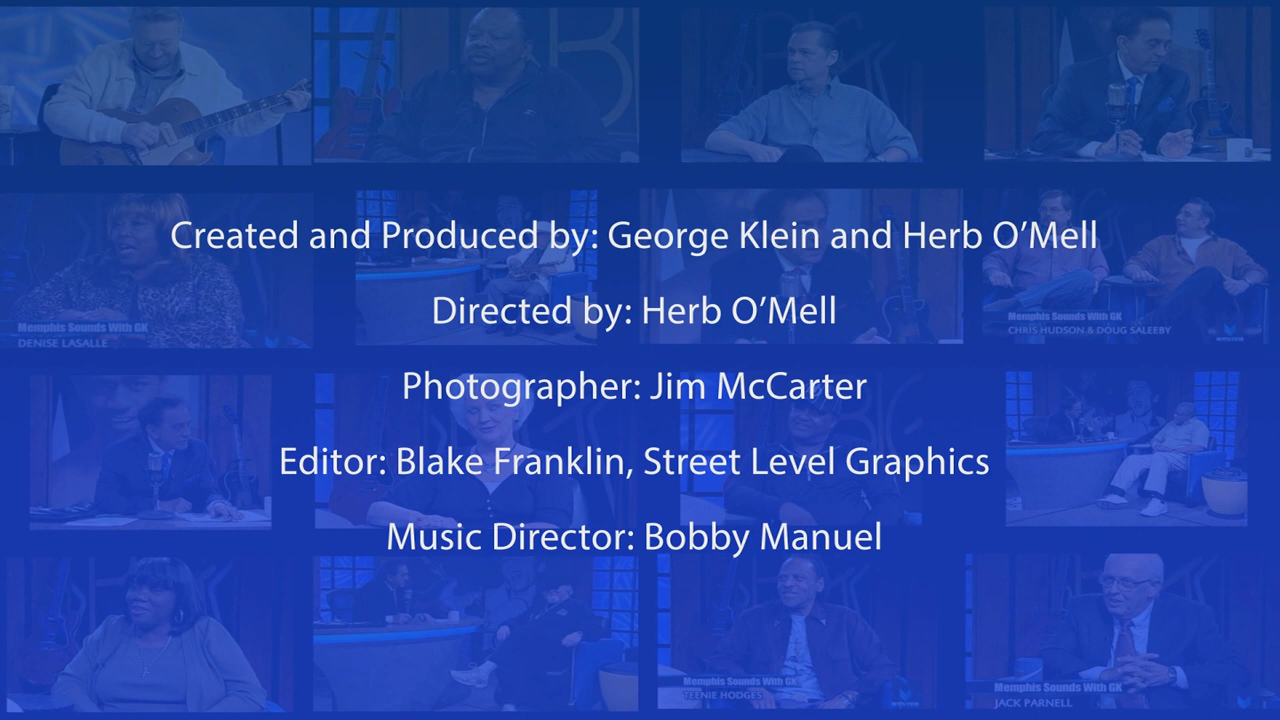 Created and Produced by: George Klein and Herb O’Mell
Directed by: Herb O’Mell
Memphis Sounds With GK
DENISE LASALLE
Memphis Sounds With GK
CHRIS HUDSON & DOUG SALEEBY
Photographer: Jim McCarter
Editor: Blake Franklin, Street Level Graphics
Music Director: Bobby Manuel
Memphis Sounds With GK
TEENIE HODGES
Memphis Sounds With GK
JACK PARNELL